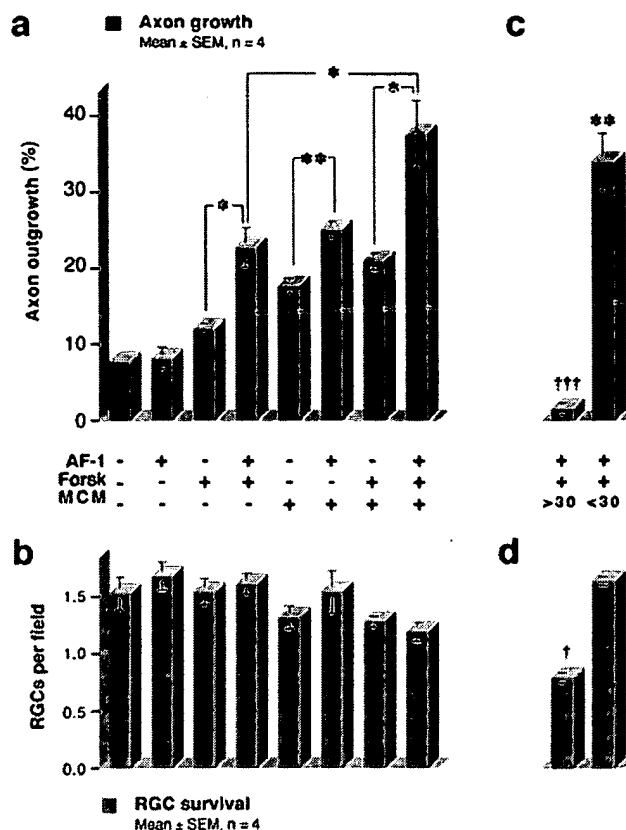 a
Axon growth
Mean ± SEM, n = 4
c
Axon outgrowth (%)
40
30
20
10
0
*
**
*
*
**
†††
AF-1 - + - + - + - + + +
Forsk - - + + - - + + + +
MCM - - - - + + + + >30 <30
b
d
RGCs per field
1.5
1.0
0.5
0.0
†
RGC survival
Mean ± SEM, n = 4